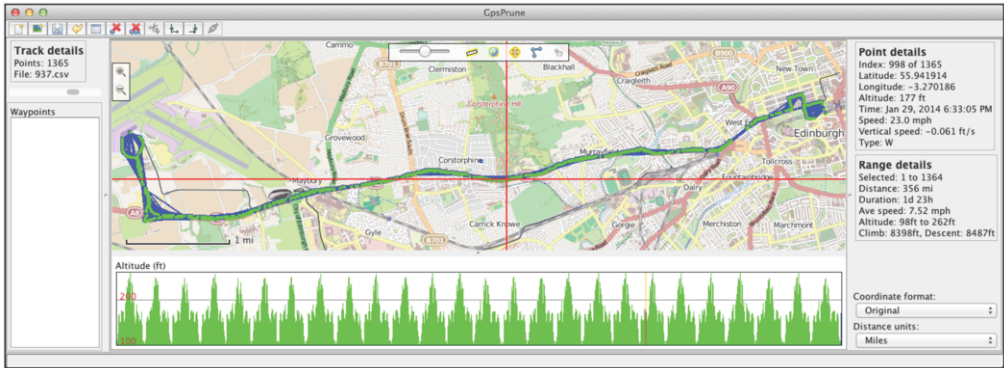 GpsPrune
Track details
Points: 1365
File: 937.csv
Waypoints
Cammo
Clermiston
Blackhall
Craigleith
B900
New Town
A90
B701
Corstorphine Hill
Grovewood
Corstorphine
Murrayfield
West E
Edinburgh
Tollcross
Fountainbridge
Maybury
Dalry
A8
Gyle
Carrick Knowe
Gorgie
Merchiston
Marchmont
B701
1 mi
Altitude (ft)
200
100
Point details
Index: 998 of 1365
Latitude: 55.941914
Longitude: -3.270186
Altitude: 177 ft
Time: Jan 29, 2014 6:33:05 PM
Speed: 23.0 mph
Vertical speed: -0.061 ft/s
Type: W
Range details
Selected: 1 to 1364
Distance: 356 mi
Duration: 1d 23h
Ave speed: 7.52 mph
Altitude: 98ft to 262ft
Climb: 8398ft, Descent: 8487ft
Coordinate format:
Original
Distance units:
Miles